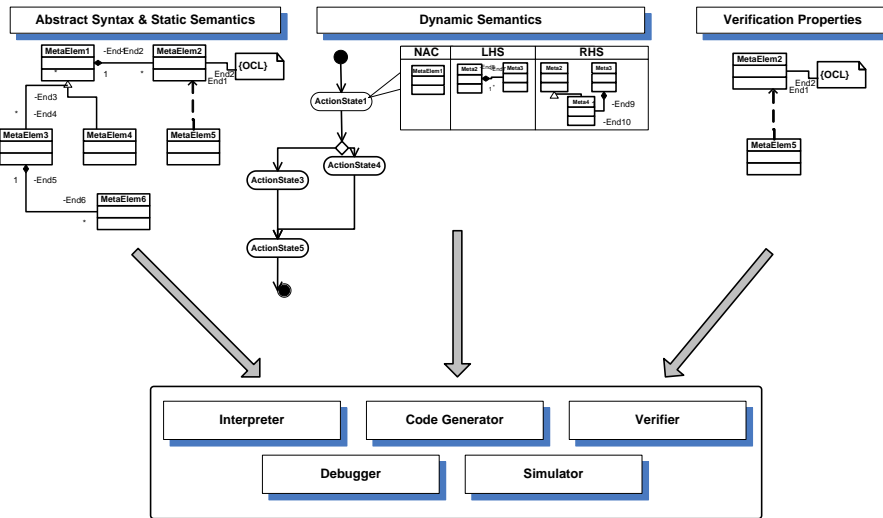 Abstract Syntax & Static Semantics
Dynamic Semantics
Verification Properties
MetaElem1
-End1
-End2
MetaElem2
*
1
*
End2
End1
{OCL}
-End3
-End4
*
MetaElem3
MetaElem4
MetaElem5
1
-End5
-End6
*
MetaElem6
ActionState1
ActionState3
ActionState4
ActionState5
NAC
LHS
RHS
MetaElem1
Meta2
Meta3
1
*
Meta2
Meta3
Meta4
-End9
-End10
MetaElem2
End2
End1
{OCL}
MetaElem5
Interpreter
Code Generator
Verifier
Debugger
Simulator